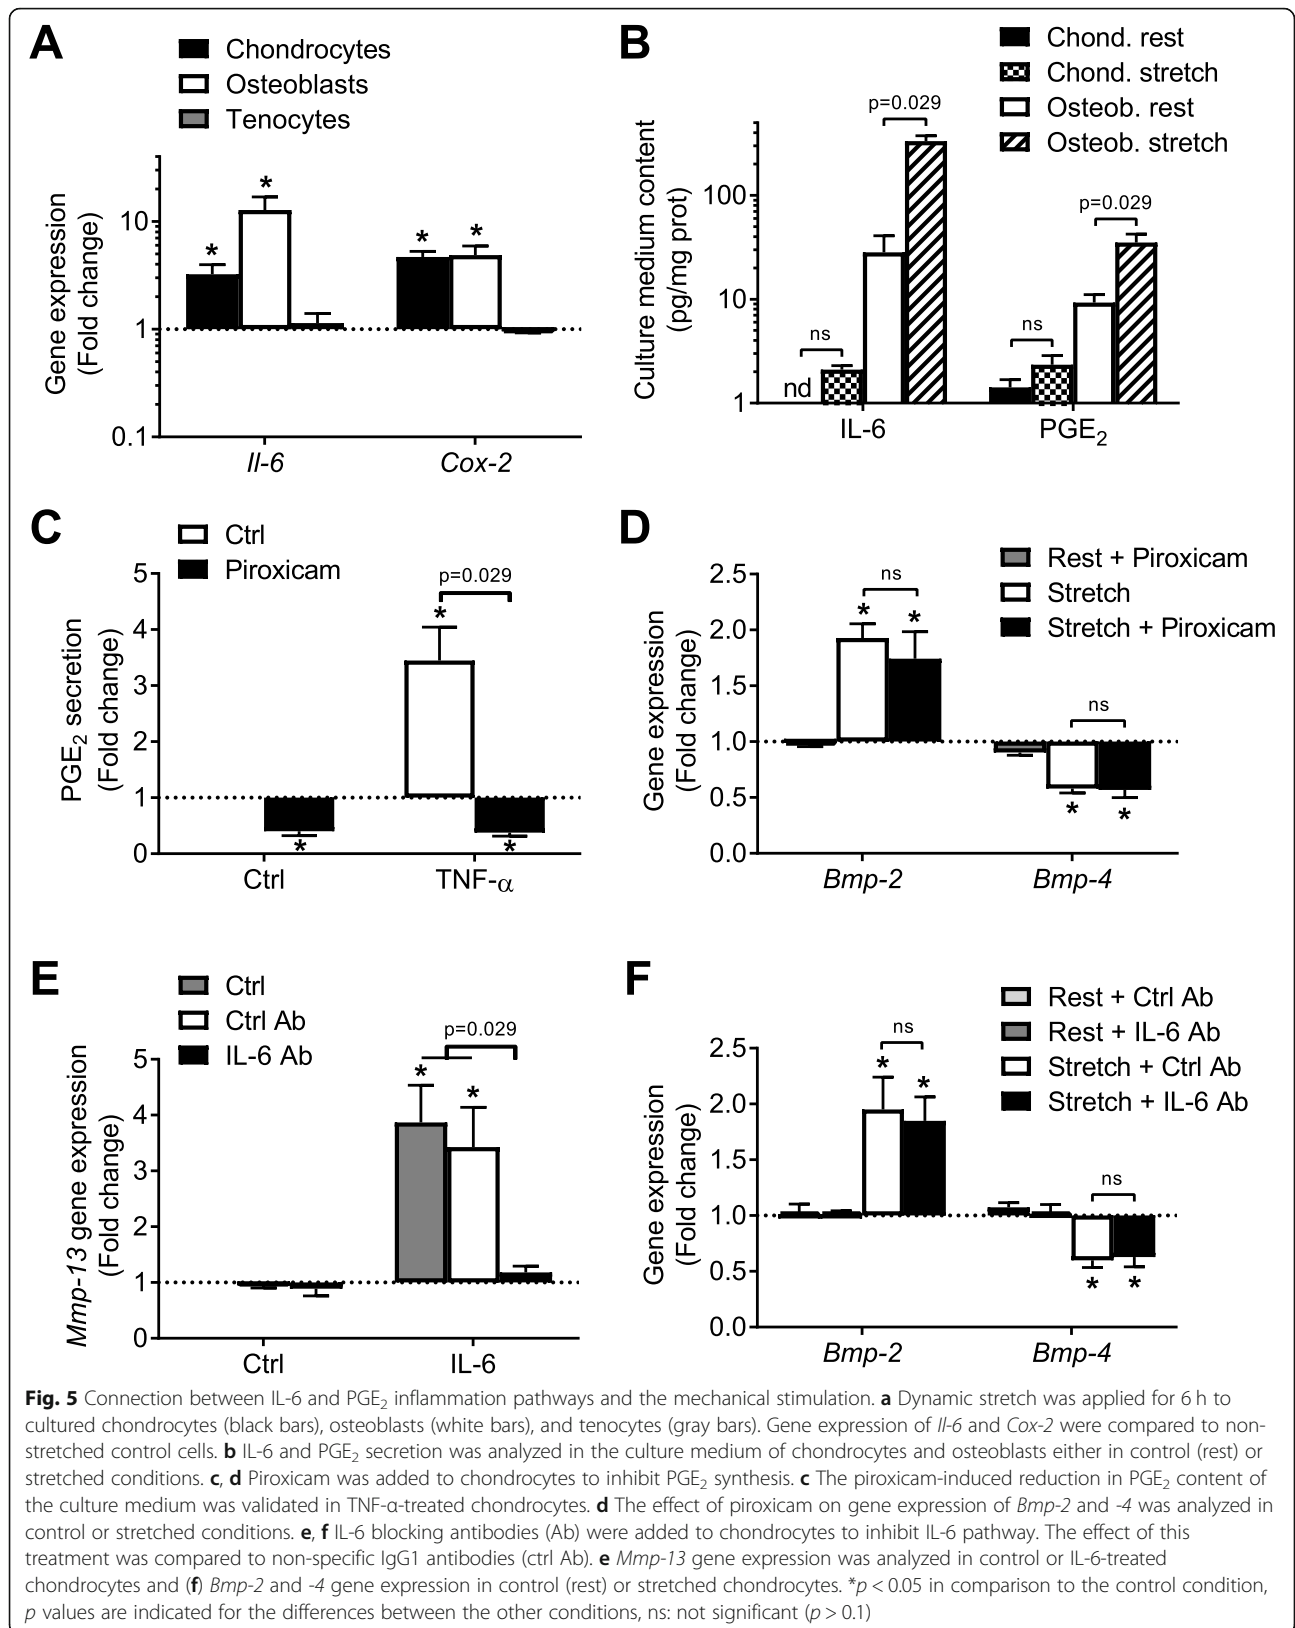 A
Chondrocytes
Osteoblasts
Tenocytes
Gene expression
(Fold change)
10
1
0.1
*
*
*
*
Il-6
Cox-2
B
Chond. rest
Chond. stretch
Osteob. rest
Osteob. stretch
Culture medium content
(pg/mg prot)
100
10
1
p=0.029
p=0.029
ns
ns
nd
IL-6
PGE2
C
Ctrl
Piroxicam
PGE2 secretion
(Fold change)
5
4
3
2
1
0
p=0.029
*
*
*
Ctrl
TNF-α
D
Rest + Piroxicam
Stretch
Stretch + Piroxicam
Gene expression
(Fold change)
2.5
2.0
1.5
1.0
0.5
0.0
ns
*
*
ns
*
*
Bmp-2
Bmp-4
E
Ctrl
Ctrl Ab
IL-6 Ab
Mmp-13 gene expression
(Fold change)
5
4
3
2
1
0
p=0.029
*
*
Ctrl
IL-6
F
Rest + Ctrl Ab
Rest + IL-6 Ab
Stretch + Ctrl Ab
Stretch + IL-6 Ab
Gene expression
(Fold change)
2.5
2.0
1.5
1.0
0.5
0.0
ns
*
*
ns
*
*
Bmp-2
Bmp-4
Fig. 5 Connection between IL-6 and PGE2 inflammation pathways and the mechanical stimulation. a Dynamic stretch was applied for 6 h to
cultured chondrocytes (black bars), osteoblasts (white bars), and tenocytes (gray bars). Gene expression of Il-6 and Cox-2 were compared to non-
stretched control cells. b IL-6 and PGE2 secretion was analyzed in the culture medium of chondrocytes and osteoblasts either in control (rest) or
stretched conditions. c, d Piroxicam was added to chondrocytes to inhibit PGE2 synthesis. c The piroxicam-induced reduction in PGE2 content of
the culture medium was validated in TNF-α-treated chondrocytes. d The effect of piroxicam on gene expression of Bmp-2 and -4 was analyzed in
control or stretched conditions. e, f IL-6 blocking antibodies (Ab) were added to chondrocytes to inhibit IL-6 pathway. The effect of this
treatment was compared to non-specific IgG1 antibodies (ctrl Ab). e Mmp-13 gene expression was analyzed in control or IL-6-treated
chondrocytes and (f) Bmp-2 and -4 gene expression in control (rest) or stretched chondrocytes. *p < 0.05 in comparison to the control condition,
p values are indicated for the differences between the other conditions, ns: not significant (p > 0.1)